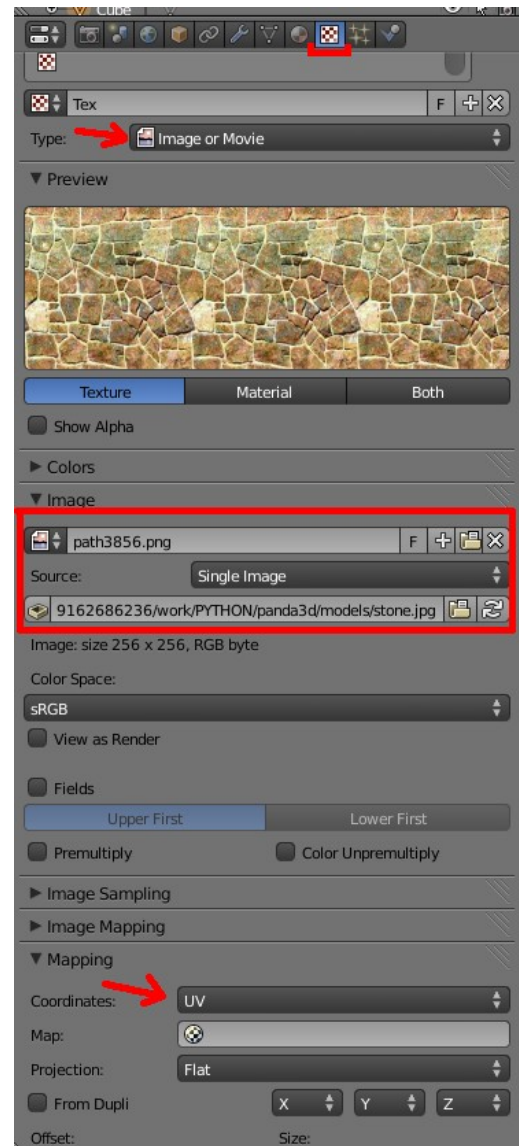 Cube
Tex F
Type: Image or Movie
Preview
Texture Material Both
Show Alpha
Colors
Image
path3856.png F
Source: Single Image
9162686236/work/PYTHON/panda3d/models/stone.jpg
Image: size 256 x 256, RGB byte
Color Space:
sRGB
View as Render
Fields
Upper First Lower First
Premultiply Color Unpremultiply
Image Sampling
Image Mapping
Mapping
Coordinates: UV
Map:
Projection: Flat
From Dupli X Y Z
Offset: Size: